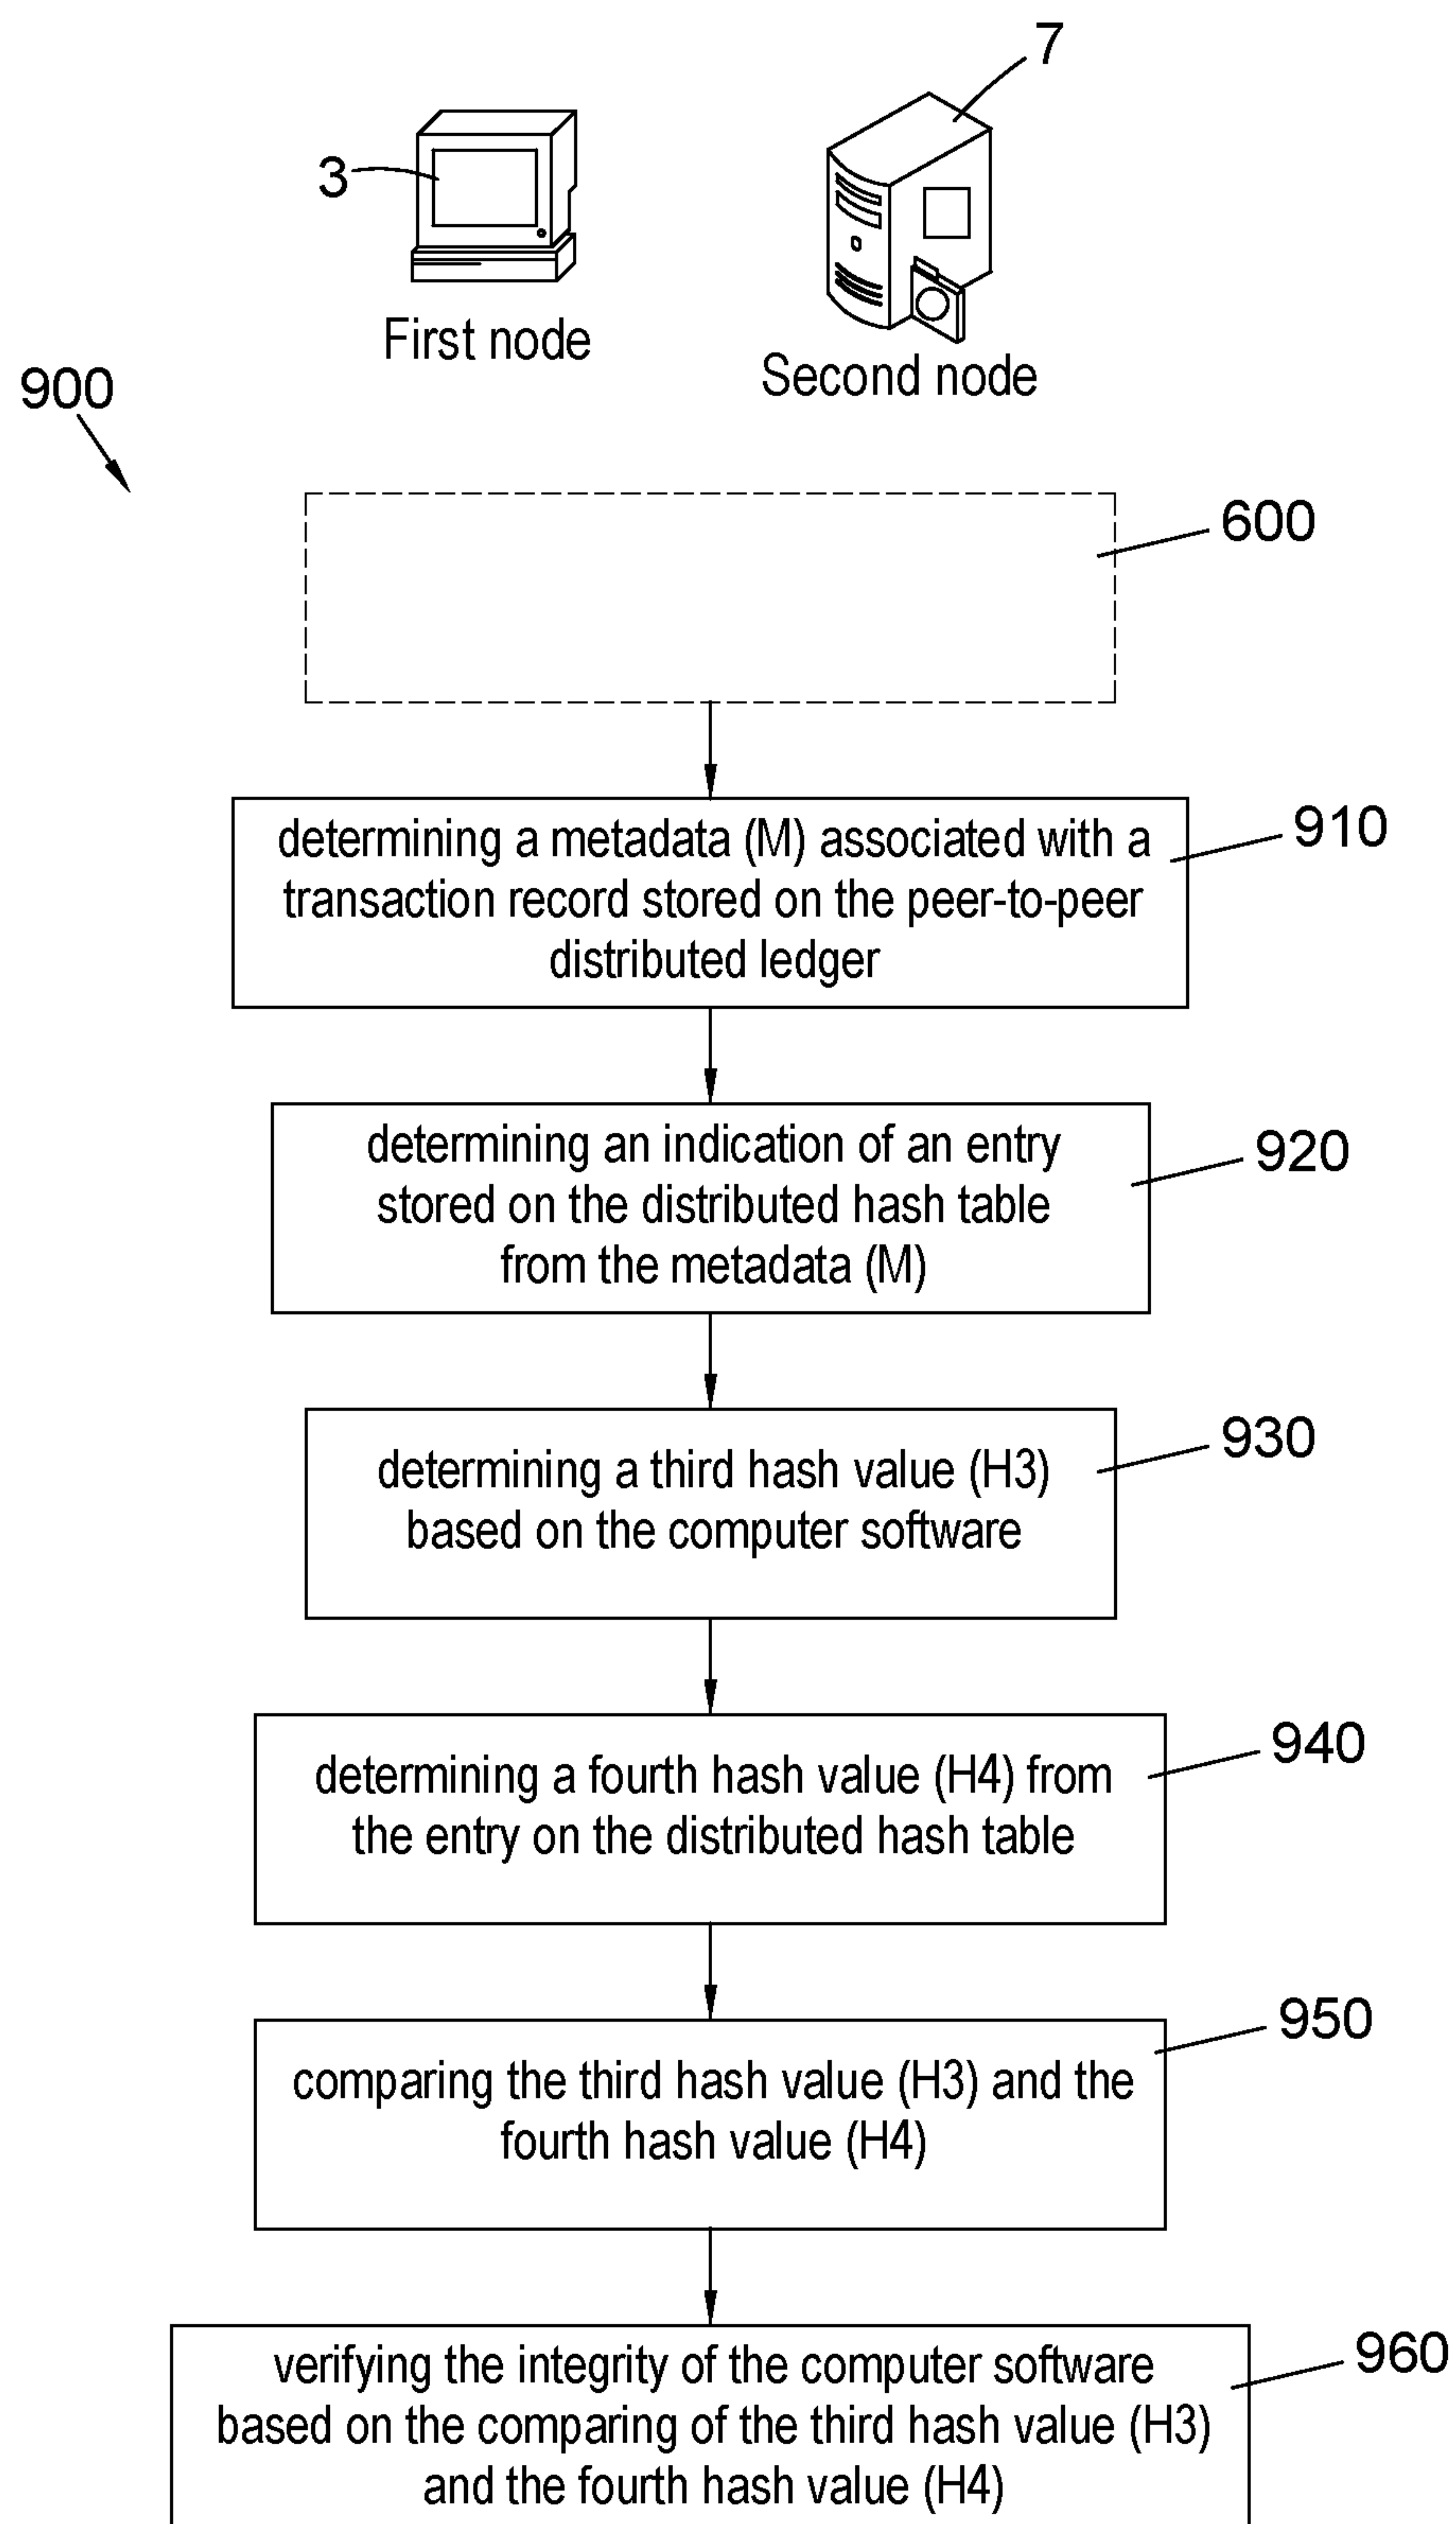 7
3
First node
Second node
900
600
determining a metadata (M) associated with a
transaction record stored on the peer-to-peer
distributed ledger
910
determining an indication of an entry
stored on the distributed hash table
from the metadata (M)
920
determining a third hash value (H3)
based on the computer software
930
determining a fourth hash value (H4) from
the entry on the distributed hash table
940
comparing the third hash value (H3) and the
fourth hash value (H4)
950
verifying the integrity of the computer software
based on the comparing of the third hash value (H3)
and the fourth hash value (H4)
960